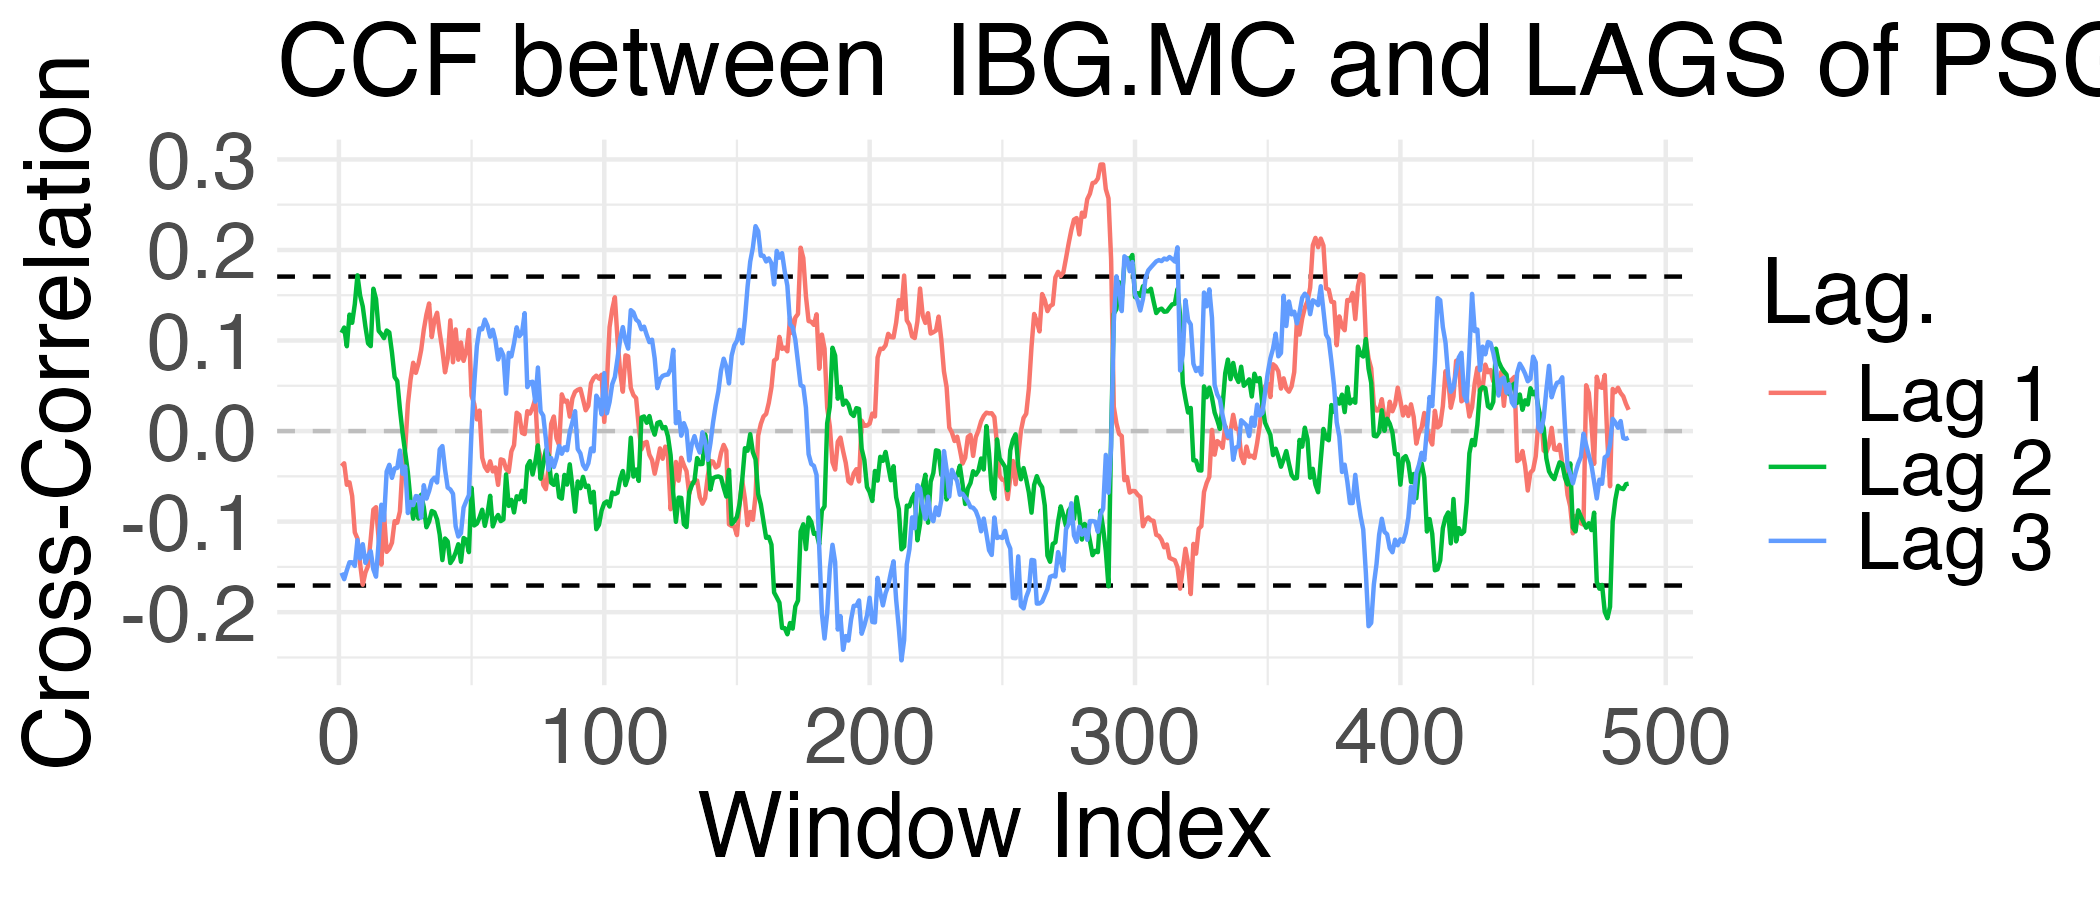 CCF between IBG.MC and LAGS of PSC
Cross-Correlation
0.3
0.2
0.1
0.0
-0.1
-0.2
0 100 200 300 400 500
Window Index
Lag.
Lag 1
Lag 2
Lag 3